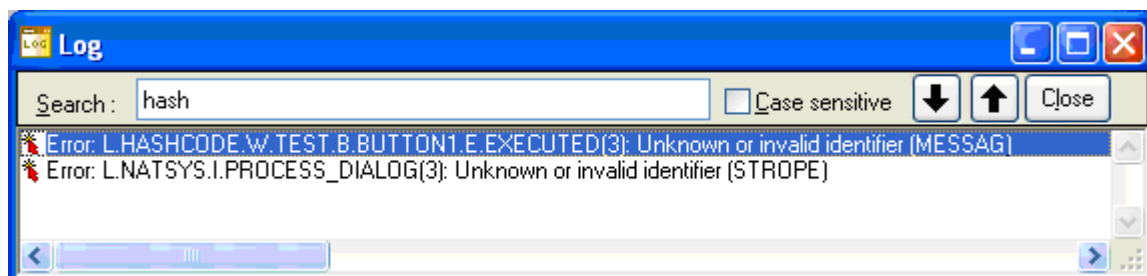 LOG Log
Search : hash Case sensitive Close
Error: L.HASHCODE.W.TEST.B.BUTTON1.E.EXECUTED(3): Unknown or invalid identifier (MESSAG)
Error: L.NATSYS.I.PROCESS_DIALOG(3): Unknown or invalid identifier (STROPE)